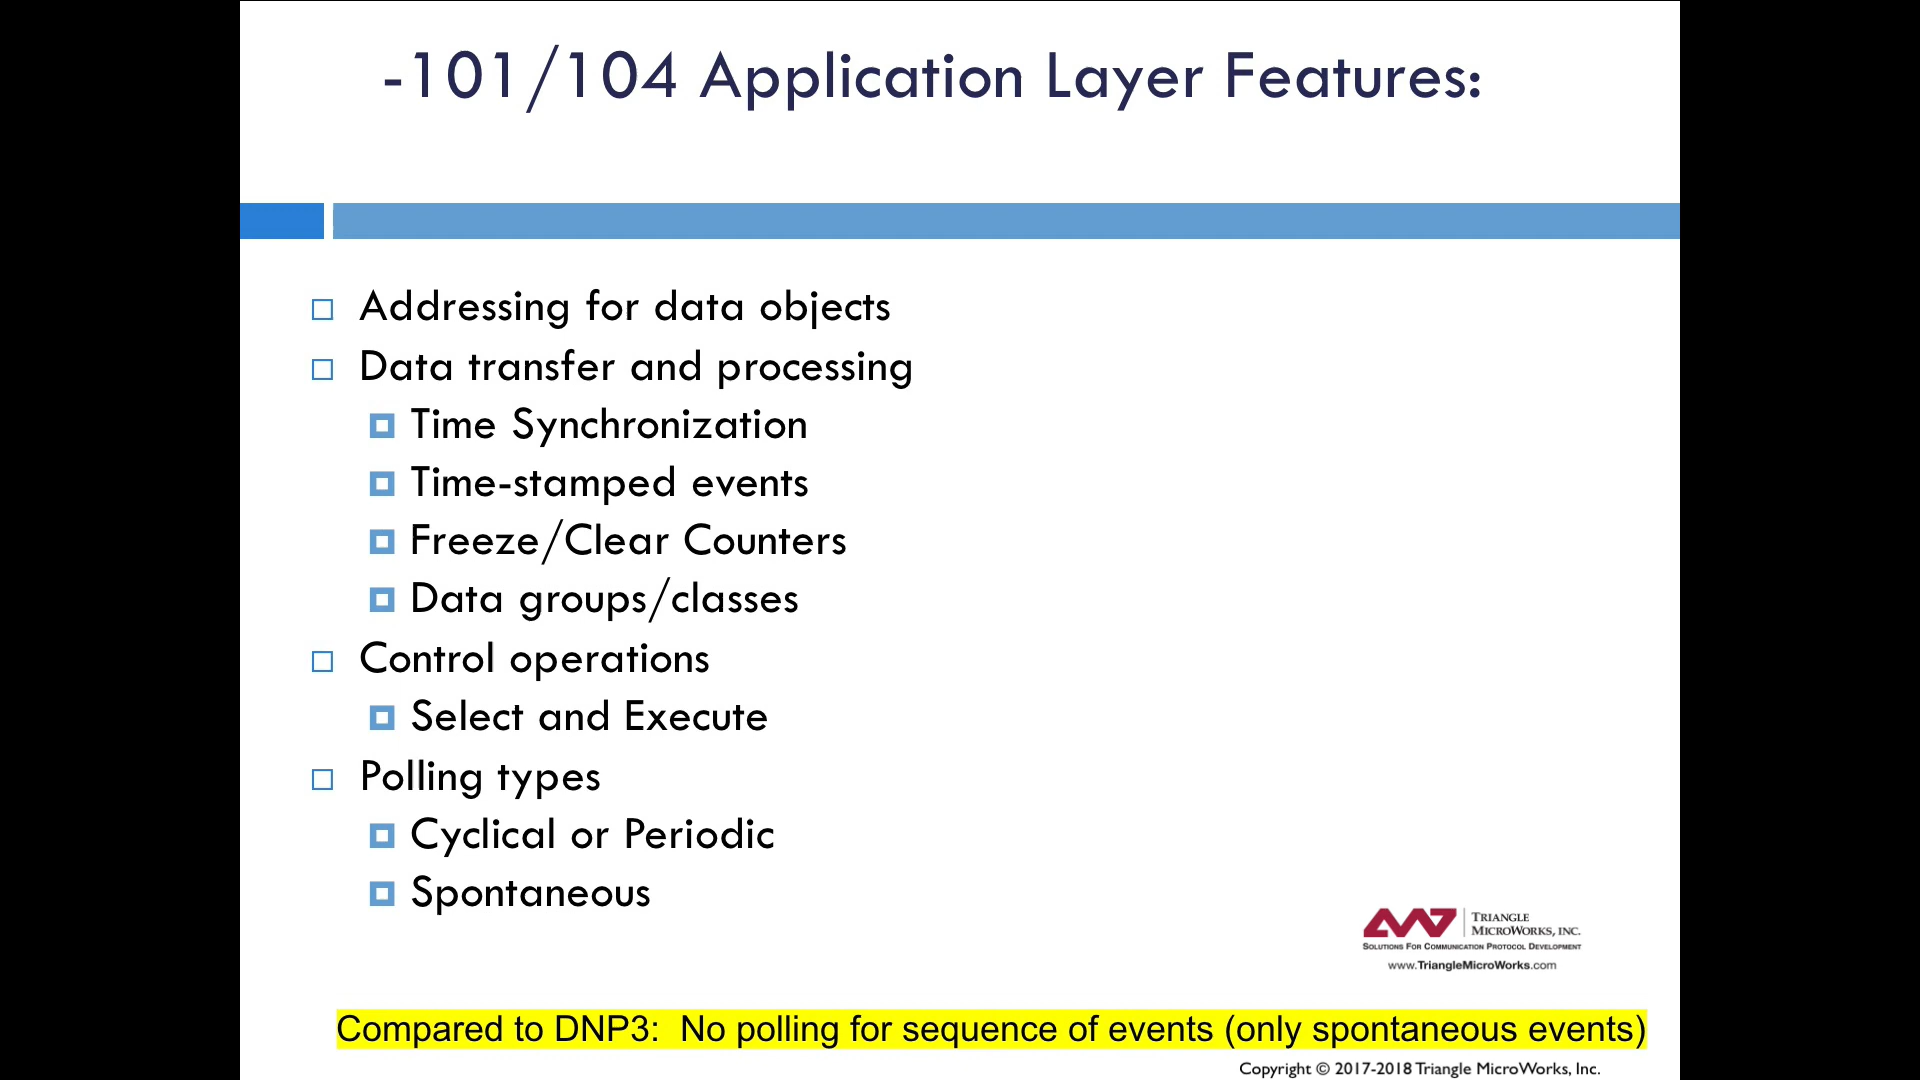 -101/104 Application Layer Features:
Addressing for data objects
Data transfer and processing
Time Synchronization
Time-stamped events
Freeze/Clear Counters
Data groups/classes
Control operations
Select and Execute
Polling types
Cyclical or Periodic
Spontaneous
TRIANGLE
MICROWORKS, INC.
SOLUTIONS FOR COMMUNICATION PROTOCOL DEVELOPMENT
www.TriangleMicroWorks.com
Compared to DNP3:  No polling for sequence of events (only spontaneous events)
Copyright © 2017-2018 Triangle MicroWorks, Inc.